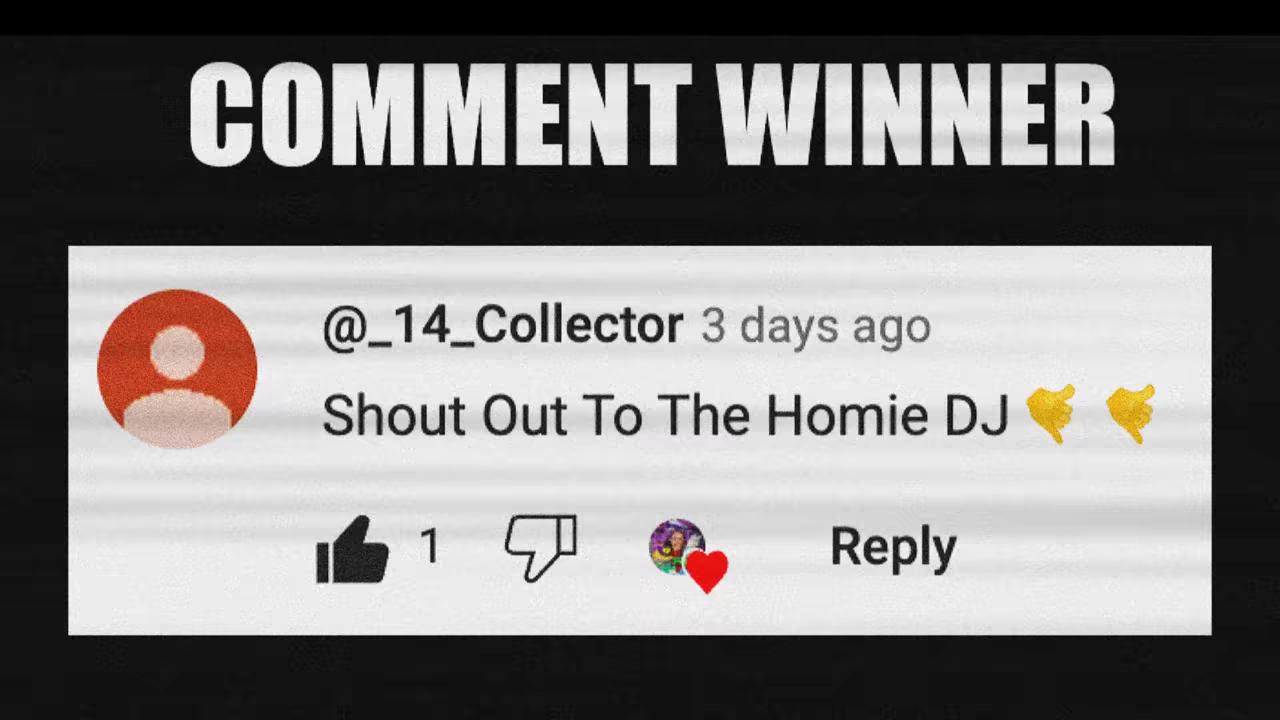 COMMENT WINNER
@_14_Collector 3 days ago
Shout Out To The Homie DJ 🤙 🤙
1 Reply